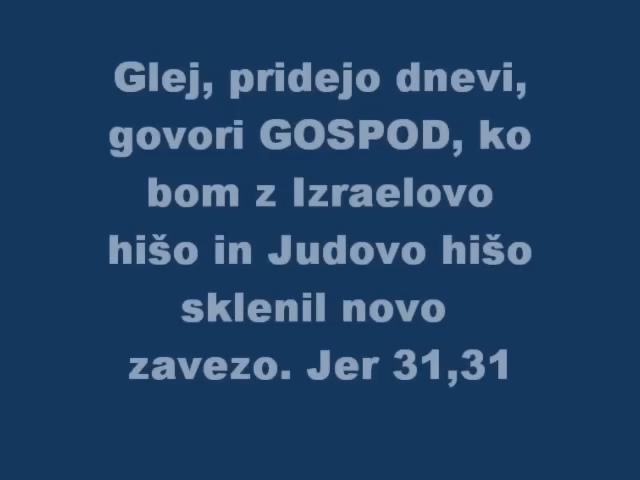 Glej, pridejo dnevi,
govori GOSPOD, ko
bom z Izraelovo
hišo in Judovo hišo
sklenil novo
zavezo. Jer 31,31